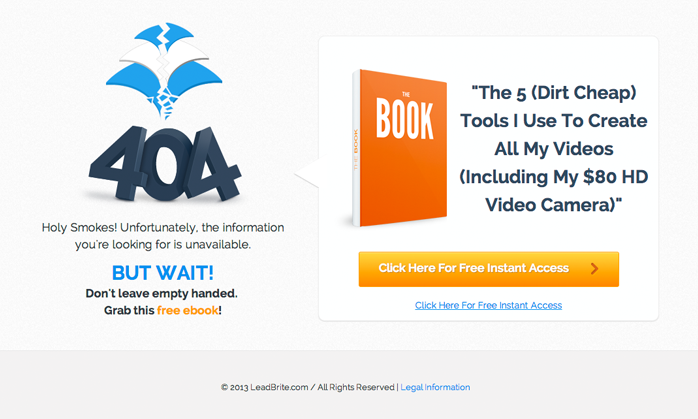 404
Holy Smokes! Unfortunately, the information
you're looking for is unavailable.
BUT WAIT!
Don't leave empty handed.
Grab this free ebook!
THE
BOOK
THE BOOK
"The 5 (Dirt Cheap)
Tools I Use To Create
All My Videos
(Including My $80 HD
Video Camera)"
Click Here For Free Instant Access
Click Here For Free Instant Access
© 2013 LeadBrite.com / All Rights Reserved | Legal Information